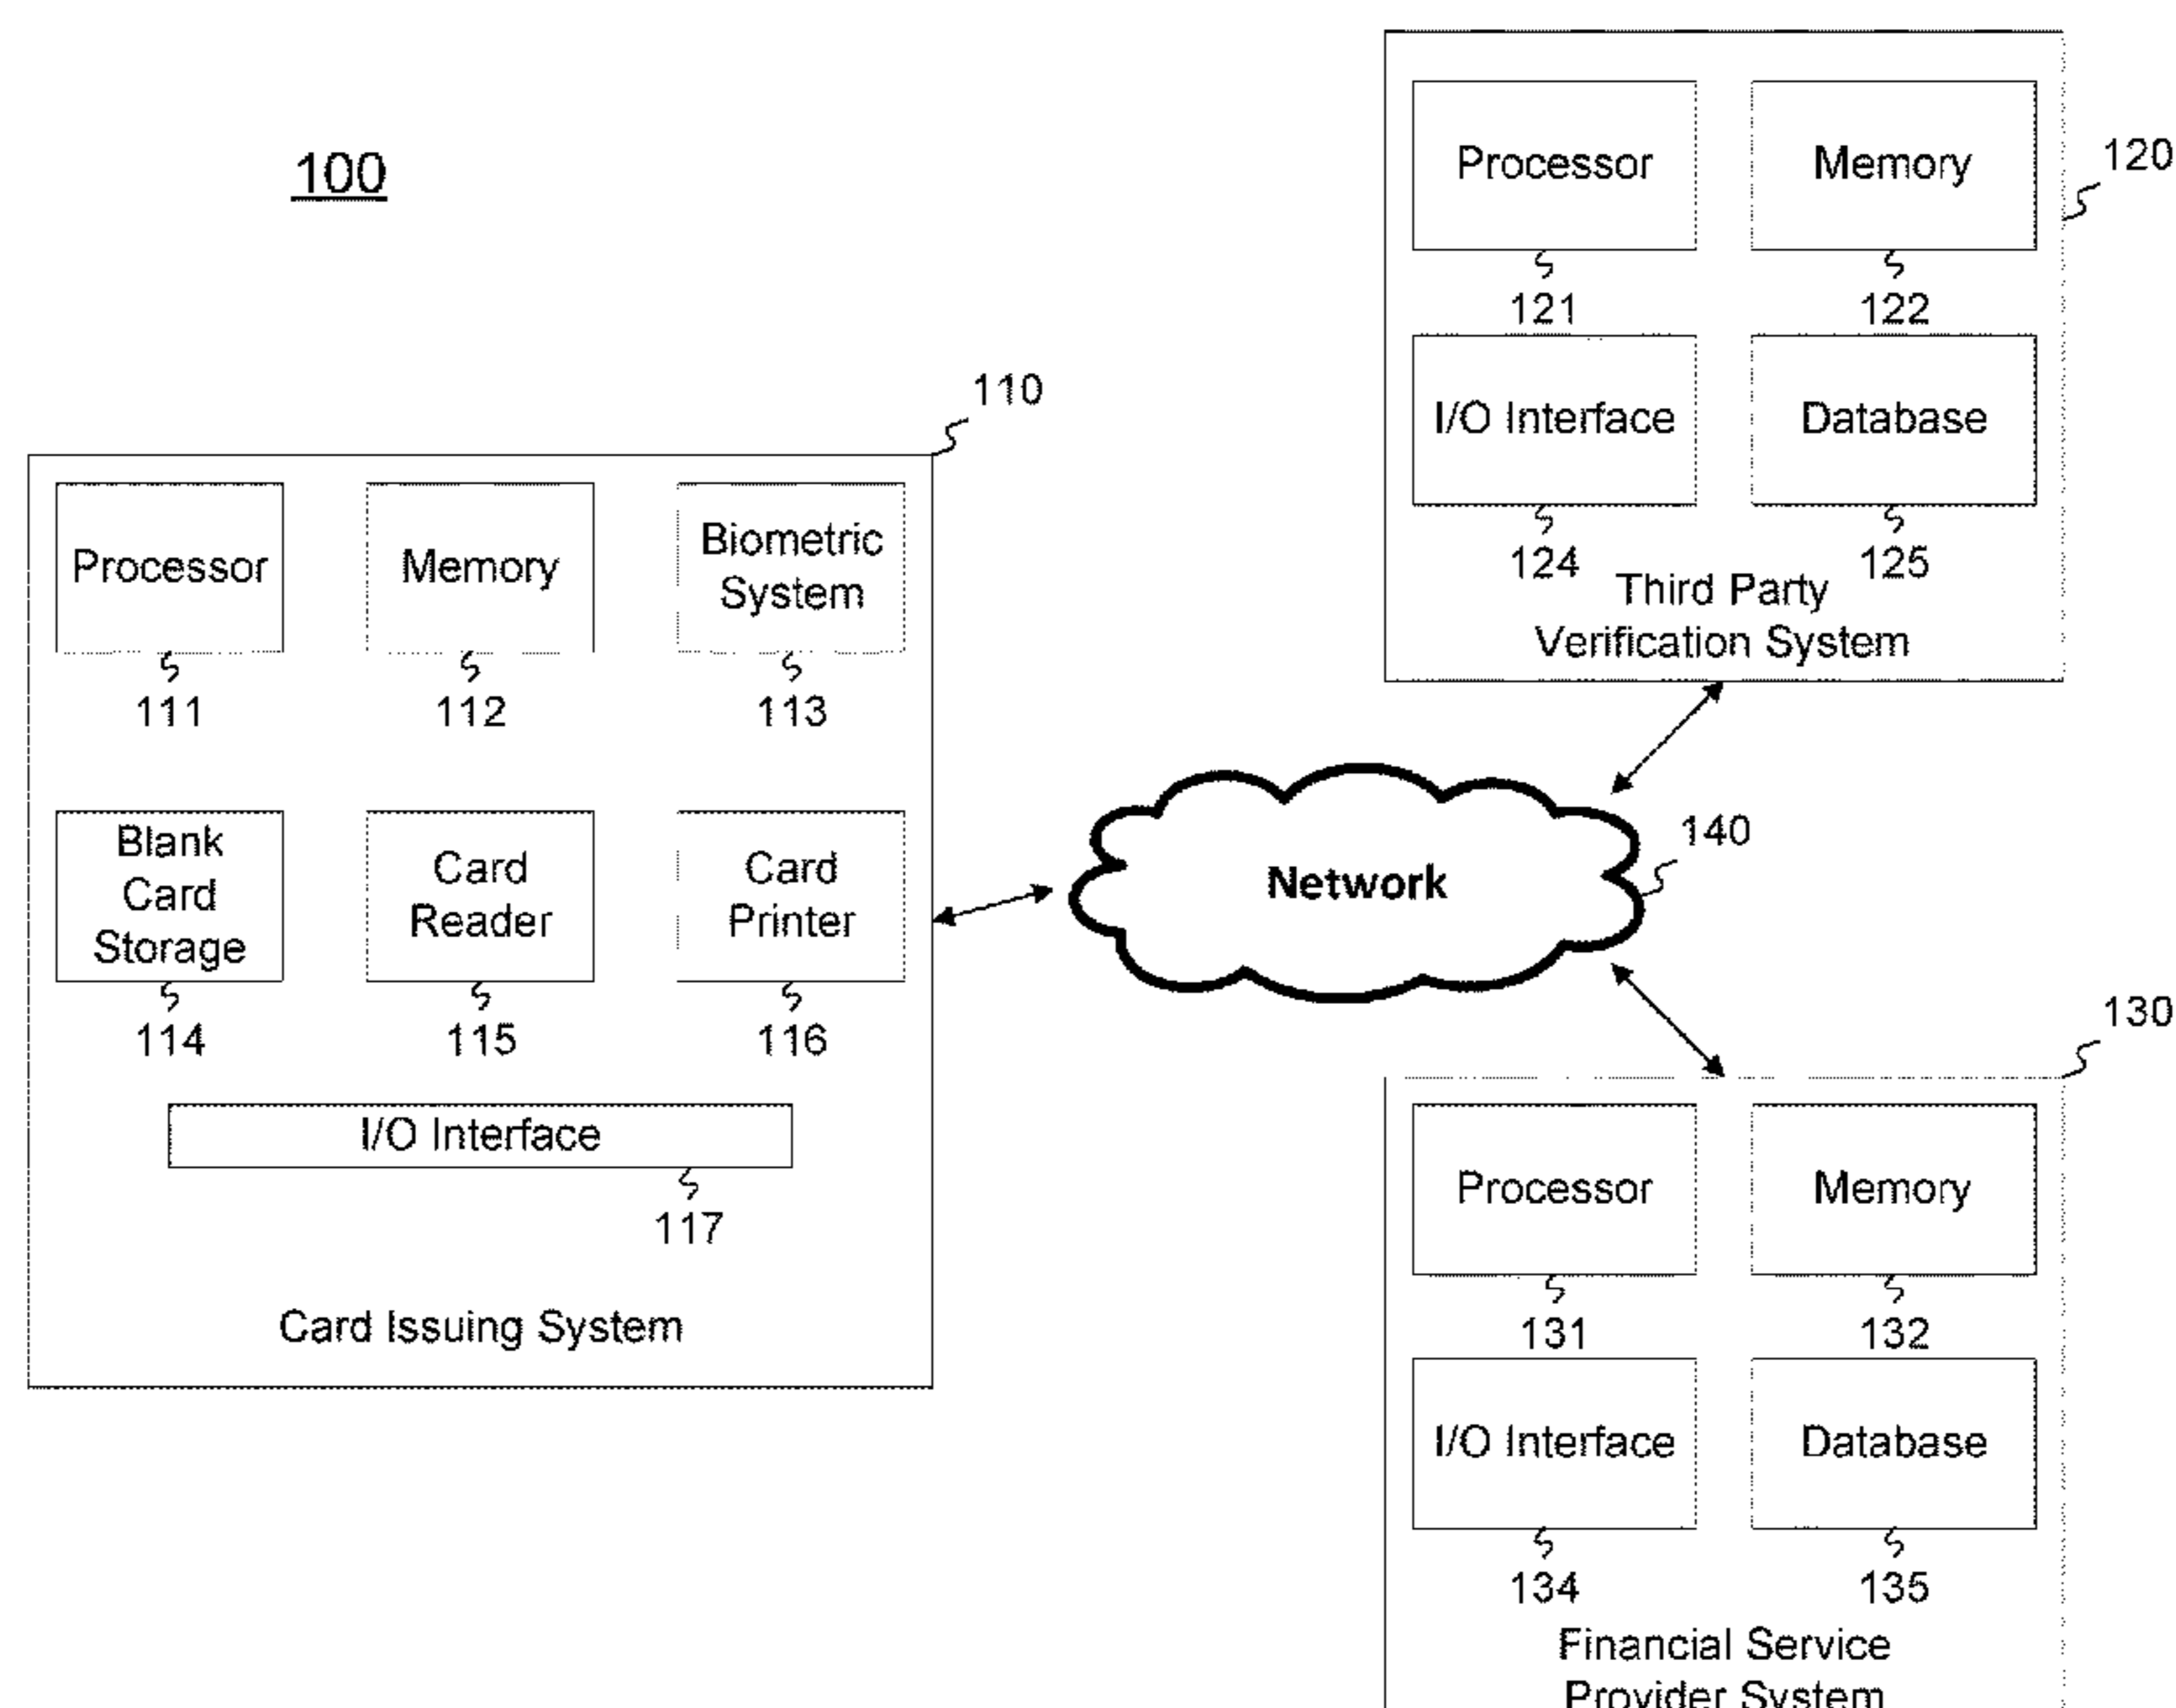 100
110
Processor
Memory
Biometric
System
111
112
113
Blank
Card
Storage
Card
Reader
Card
Printer
114
115
116
I/O Interface
117
Card Issuing System
120
Processor
Memory
121
122
I/O Interface
Database
124
125
Third Party
Verification System
Network
140
130
Processor
Memory
131
132
I/O Interface
Database
134
135
Financial Service
Provider System